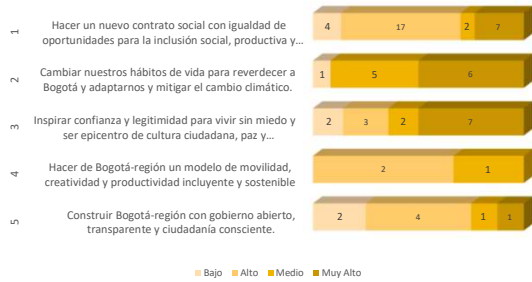 1
Hacer un nuevo contrato social con igualdad de
oportunidades para la inclusión social, productiva y…
4 17 2 7
2
Cambiar nuestros hábitos de vida para reverdecer a
Bogotá y adaptarnos y mitigar el cambio climático.
1 5 6
3
Inspirar confianza y legitimidad para vivir sin miedo y
ser epicentro de cultura ciudadana, paz y…
2 3 2 7
4
Hacer de Bogotá-región un modelo de movilidad,
creatividad y productividad incluyente y sostenible
2 1
5
Construir Bogotá-región con gobierno abierto,
transparente y ciudadanía consciente.
2 4 1 1
Bajo Alto Medio Muy Alto